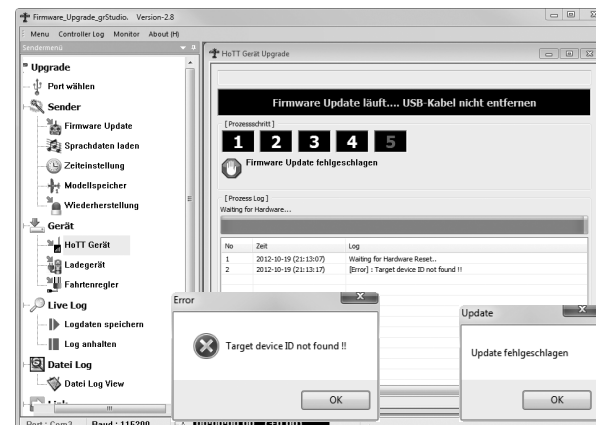 Firmware_Upgrade_grStudio. Version-2.8
Menu Controller Log Monitor About (H)
Sendermenü
Upgrade
Port wählen
Sender
Firmware Update
Sprachdaten laden
Zeiteinstellung
Modellspeicher
Wiederherstellung
Gerät
HoTT Gerät
Ladegerät
Fahrtenregler
Live Log
Logdaten speichern
Log anhalten
Datei Log
Datei Log View
Link
Port : Com3 Baud : 115200
HoTT Gerät Upgrade
Firmware Update läuft.... USB-Kabel nicht entfernen
[ Prozessschritt ]
1 2 3 4 5
Firmware Update fehlgeschlagen
[ Prozess Log ]
Waiting for Hardware...
No Zeit Log
1 2012-10-19 (21:13:07) Waiting for Hardware Reset..
2 2012-10-19 (21:13:17) [Error] : Target device ID not found !!
Error
Target device ID not found !!
OK
Update
Update fehlgeschlagen
OK